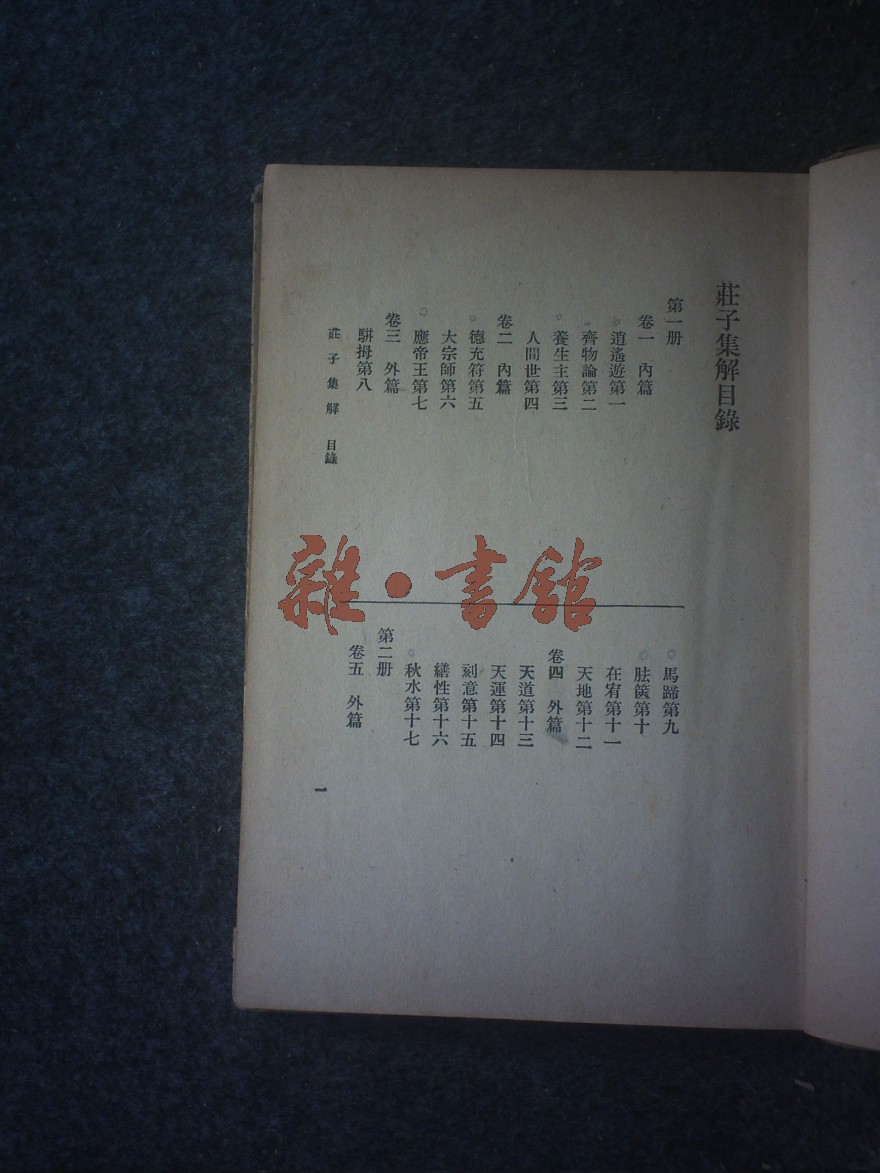 莊子集解目錄
第一册
卷一　內篇
逍遙遊第一
齊物論第二
養生主第三
人間世第四
卷二　內篇
德充符第五
大宗師第六
應帝王第七
卷三　外篇
駢拇第八
馬蹄第九
胠篋第十
在宥第十一
天地第十二
卷四　外篇
天道第十三
天運第十四
刻意第十五
繕性第十六
秋水第十七
第二册
卷五　外篇
莊子集解　目錄
一
雜•書館